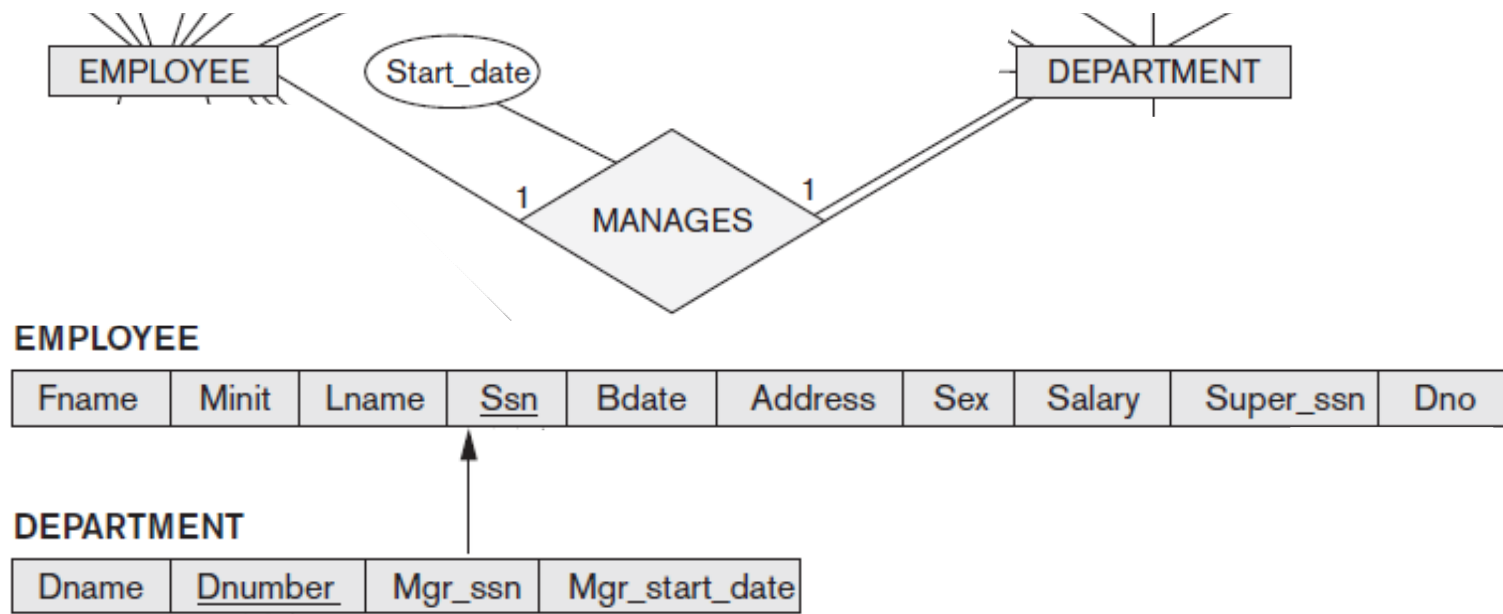 EMPLOYEE Start_date DEPARTMENT
1 1
MANAGES
EMPLOYEE
Fname Minit Lname Ssn Bdate Address Sex Salary Super_ssn Dno
DEPARTMENT
Dname Dnumber Mgr_ssn Mgr_start_date